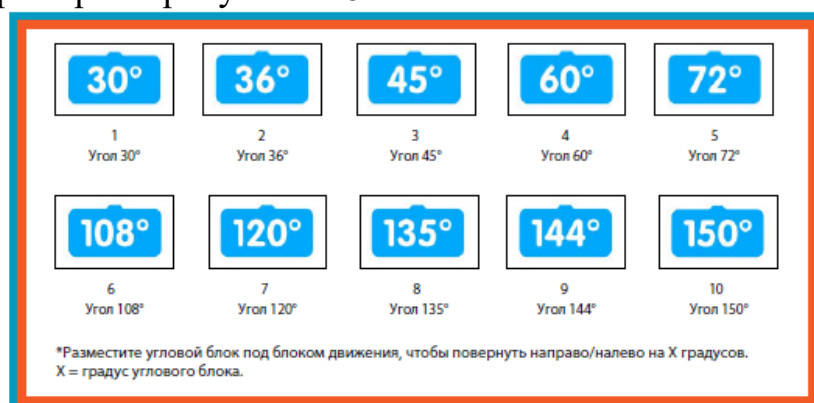 30° 36° 45° 60° 72°
1 2 3 4 5
Угол 30° Угол 36° Угол 45° Угол 60° Угол 72°
108° 120° 135° 144° 150°
6 7 8 9 10
Угол 108° Угол 120° Угол 135° Угол 144° Угол 150°
*Разместите угловой блок под блоком движения, чтобы повернуть направо/налево на X градусов.
X = градус углового блока.